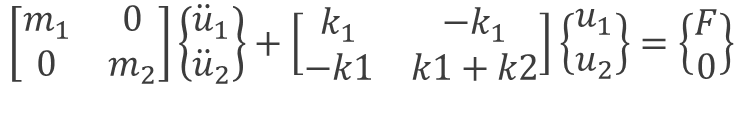 [m₁ 0] {ü₁} + [k₁ −k₁] {u₁} = {F}
[0 m₂] {ü₂} [−k1 k1 + k2] {u₂} {0}